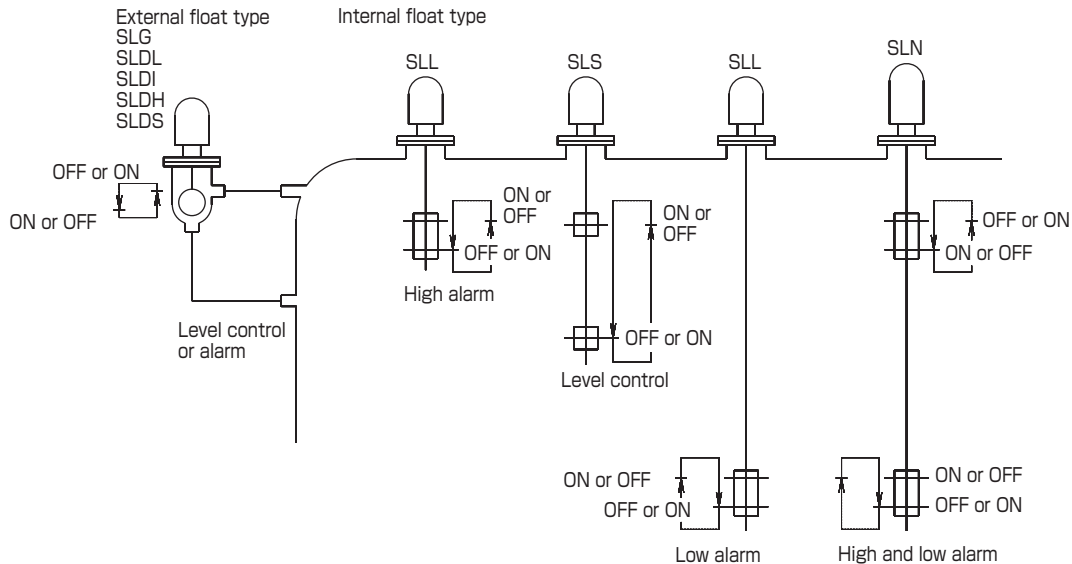 External float type
SLG
SLDL
SLDI
SLDH
SLDS
OFF or ON
ON or OFF
Level control
or alarm
Internal float type
SLL
ON or
OFF
OFF or ON
High alarm
SLS
ON or
OFF
OFF or ON
Level control
SLL
ON or OFF
OFF or ON
Low alarm
SLN
OFF or ON
ON or OFF
ON or OFF
OFF or ON
High and low alarm